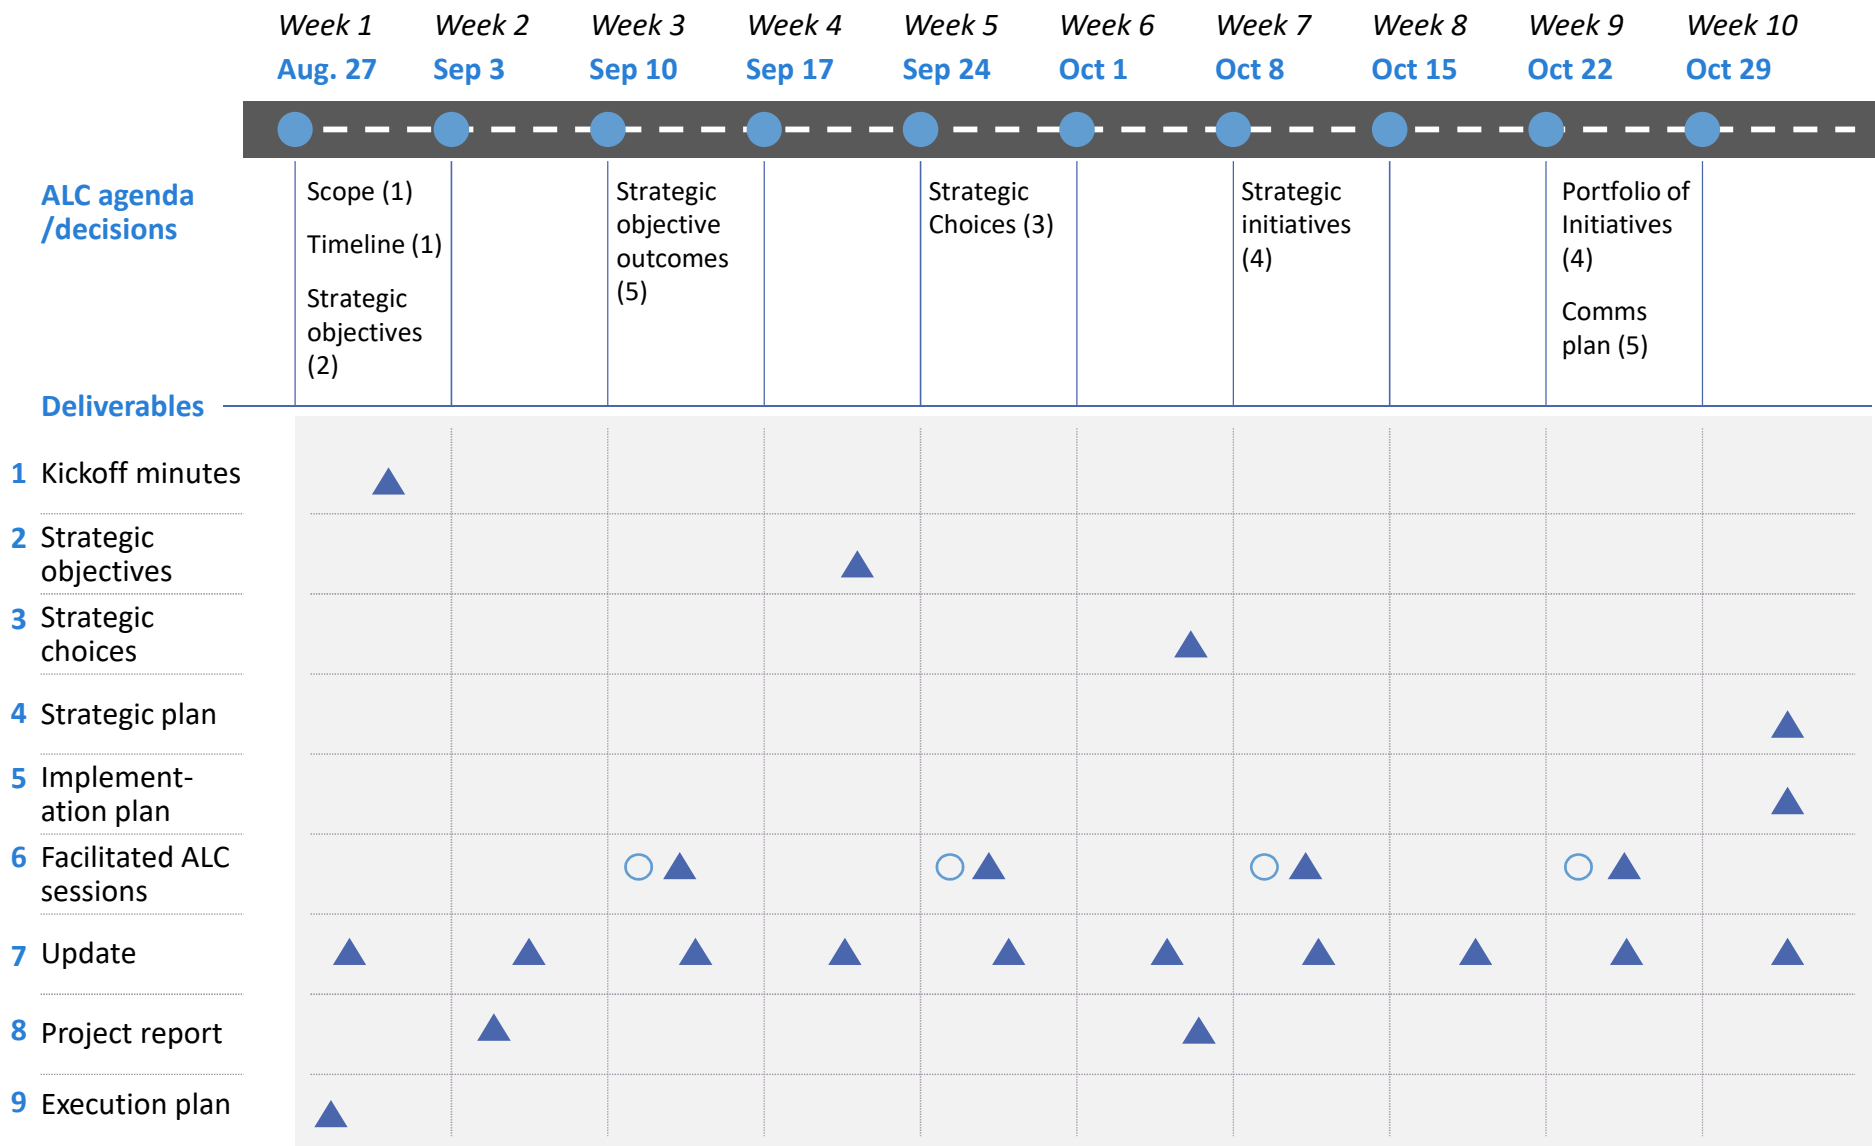 Week 1 Week 2 Week 3 Week 4 Week 5 Week 6 Week 7 Week 8 Week 9 Week 10
Aug. 27 Sep 3 Sep 10 Sep 17 Sep 24 Oct 1 Oct 8 Oct 15 Oct 22 Oct 29
ALC agenda
/decisions
Scope (1)
Timeline (1)
Strategic
objectives
(2)
Strategic
objective
outcomes
(5)
Strategic
Choices (3)
Strategic
initiatives
(4)
Portfolio of
Initiatives
(4)
Comms
plan (5)
Deliverables
1 Kickoff minutes
2 Strategic
objectives
3 Strategic
choices
4 Strategic plan
5 Implement-
ation plan
6 Facilitated ALC
sessions
7 Update
8 Project report
9 Execution plan